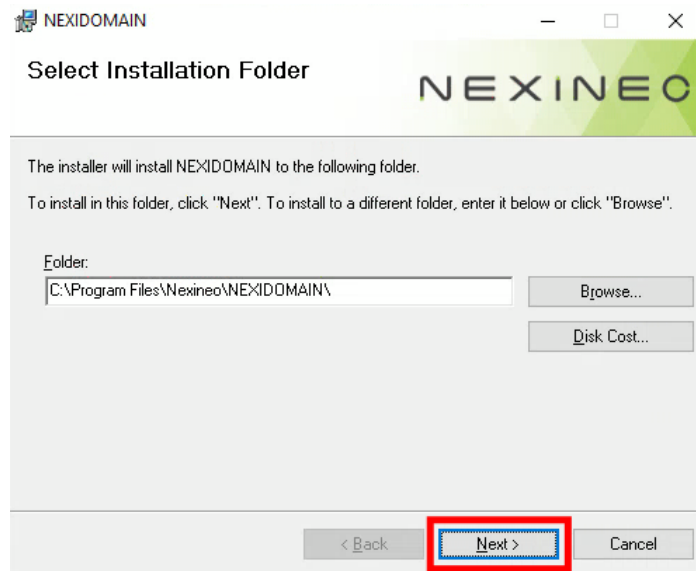 NEXIDOMAIN
Select Installation Folder
NEXINEO
The installer will install NEXIDOMAIN to the following folder.
To install in this folder, click "Next". To install to a different folder, enter it below or click "Browse".
Folder:
C:\Program Files\Nexineo\NEXIDOMAIN\
Browse...
Disk Cost...
< Back
Next >
Cancel